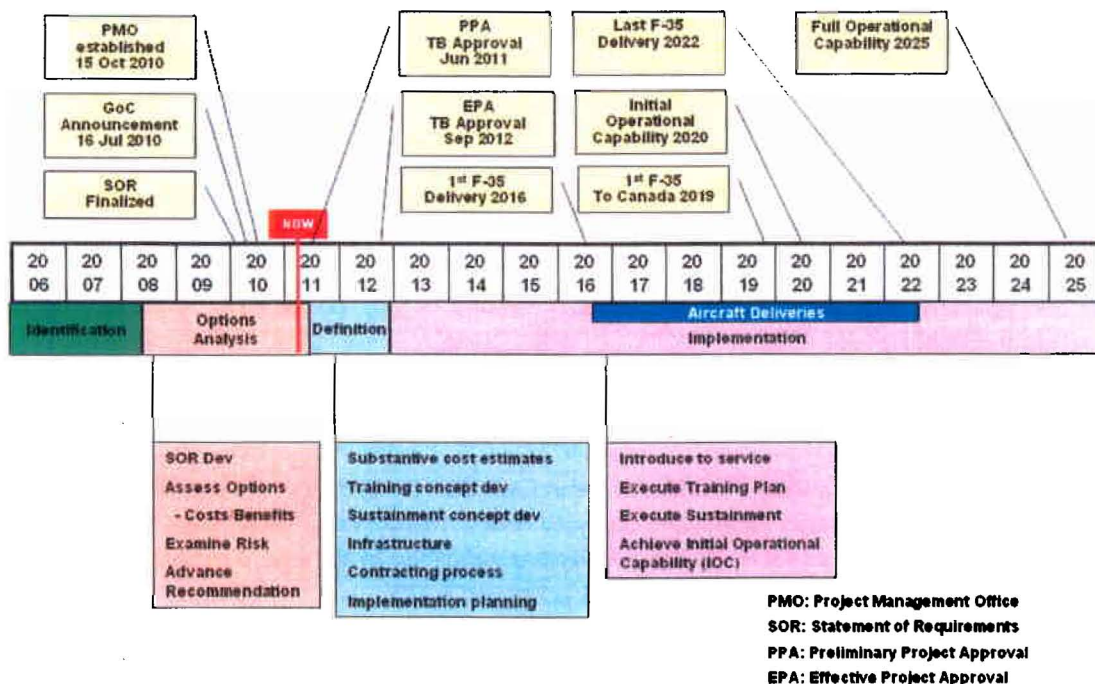 PMO
established
15 Oct 2010
PPA
TB Approval
Jun 2011
Last F-35
Delivery 2022
Full Operational
Capability 2025
GoC
Announcement
16 Jul 2010
EPA
TB Approval
Sep 2012
Initial
Operational
Capability 2020
SOR
Finalized
1st F-35
Delivery 2016
1st F-35
To Canada 2019
NOW
20 20 20 20 20 20 20 20 20 20 20 20 20 20 20 20 20 20 20 20
06 07 08 09 10 11 12 13 14 15 16 17 18 19 20 21 22 23 24 25
Aircraft Deliveries
Identification
Options
Analysis
Definition
Implementation
SOR Dev
Assess Options
- Costs Benefits
Examine Risk
Advance
Recommendation
Substantive cost estimates
Training concept dev
Sustainment concept dev
Infrastructure
Contracting process
Implementation planning
Introduce to service
Execute Training Plan
Execute Sustainment
Achieve Initial Operational
Capability (IOC)
PMO: Project Management Office
SOR: Statement of Requirements
PPA: Preliminary Project Approval
EPA: Effective Project Approval